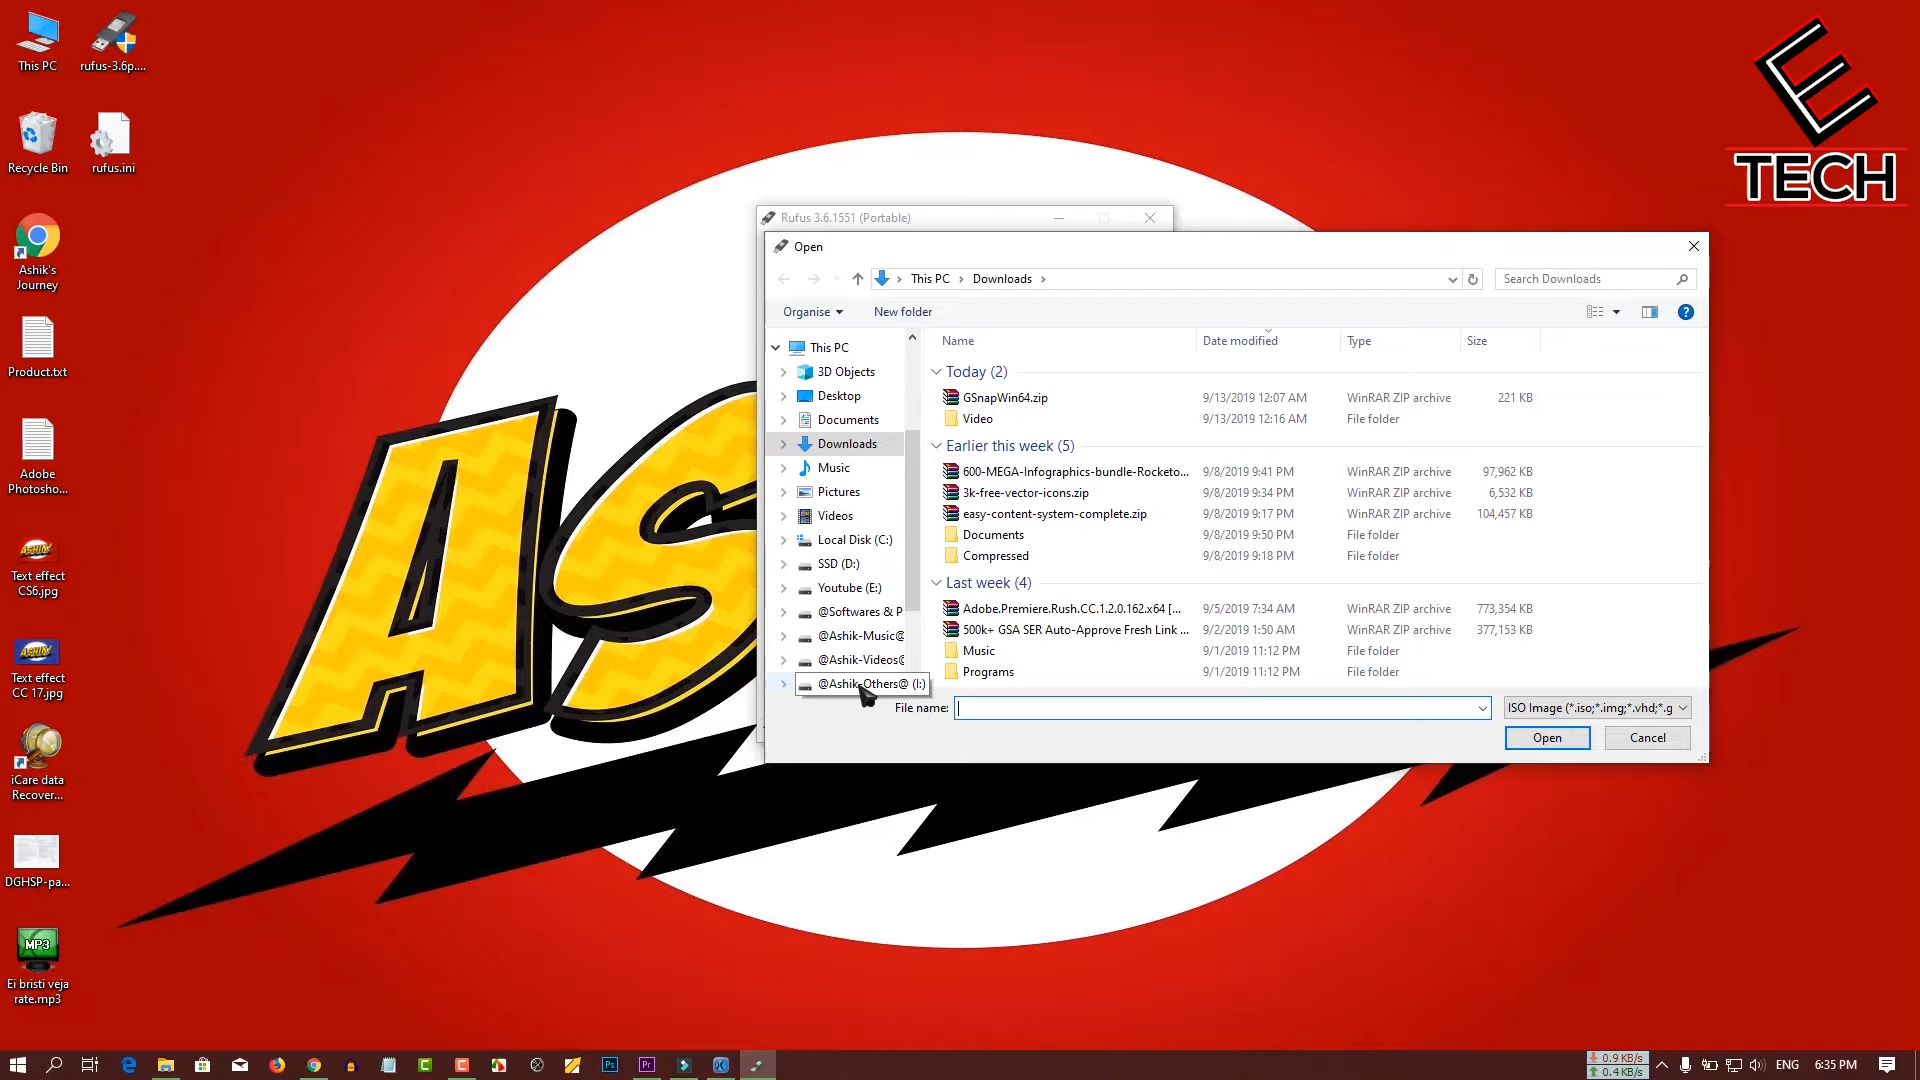 This PC
rufus-3.6p....
Recycle Bin
rufus.ini
Ashik's
Journey
Product.txt
Adobe
Photosho...
Text effect
CS6.jpg
Text effect
CC 17.jpg
iCare data
Recover...
DGHSP-pa...
MP3
Ei bristi veja
rate.mp3
E
TECH
AS
Rufus 3.6.1551 (Portable)
Open
This PC > Downloads >
Search Downloads
Organise
New folder
This PC
3D Objects
Desktop
Documents
Downloads
Music
Pictures
Videos
Local Disk (C:)
SSD (D:)
Youtube (E:)
@Softwares & P
@Ashik-Music@
@Ashik-Videos@
@Ashik-Others@ (I:)
Name Date modified Type Size
Today (2)
GSnapWin64.zip 9/13/2019 12:07 AM WinRAR ZIP archive 221 KB
Video 9/13/2019 12:16 AM File folder
Earlier this week (5)
600-MEGA-Infographics-bundle-Rocketo... 9/8/2019 9:41 PM WinRAR ZIP archive 97,962 KB
3k-free-vector-icons.zip 9/8/2019 9:34 PM WinRAR ZIP archive 6,532 KB
easy-content-system-complete.zip 9/8/2019 9:17 PM WinRAR ZIP archive 104,457 KB
Documents 9/8/2019 9:50 PM File folder
Compressed 9/8/2019 9:18 PM File folder
Last week (4)
Adobe.Premiere.Rush.CC.1.2.0.162.x64 [... 9/5/2019 7:34 AM WinRAR ZIP archive 773,354 KB
500k+ GSA SER Auto-Approve Fresh Link ... 9/2/2019 1:50 AM WinRAR ZIP archive 377,153 KB
Music 9/1/2019 11:12 PM File folder
Programs 9/1/2019 11:12 PM File folder
File name:
ISO Image (*.iso;*.img;*.vhd;*.g
Open
Cancel
Ps
Pr
0.9 KB/s
0.4 KB/s
ENG
6:35 PM